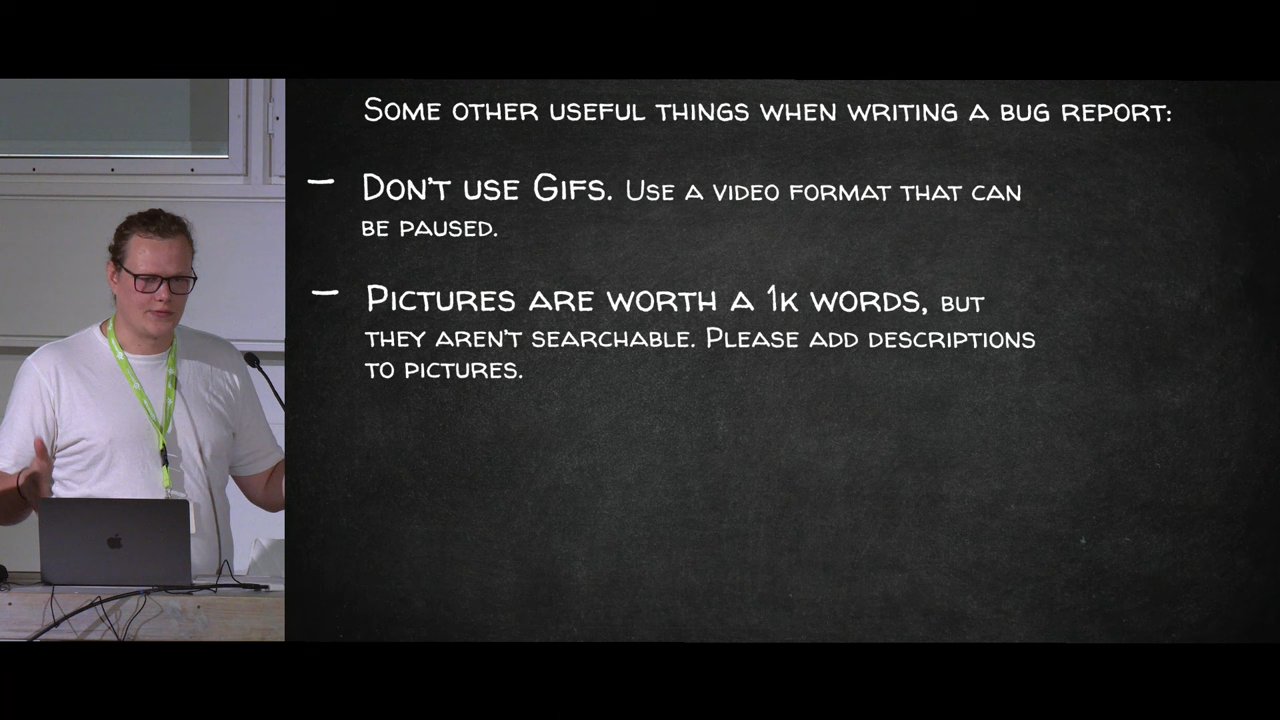 Some other useful things when writing a bug report:
– Don't use Gifs. Use a video format that can
be paused.
– Pictures are worth a 1k words, but
they aren't searchable. Please add descriptions
to pictures.